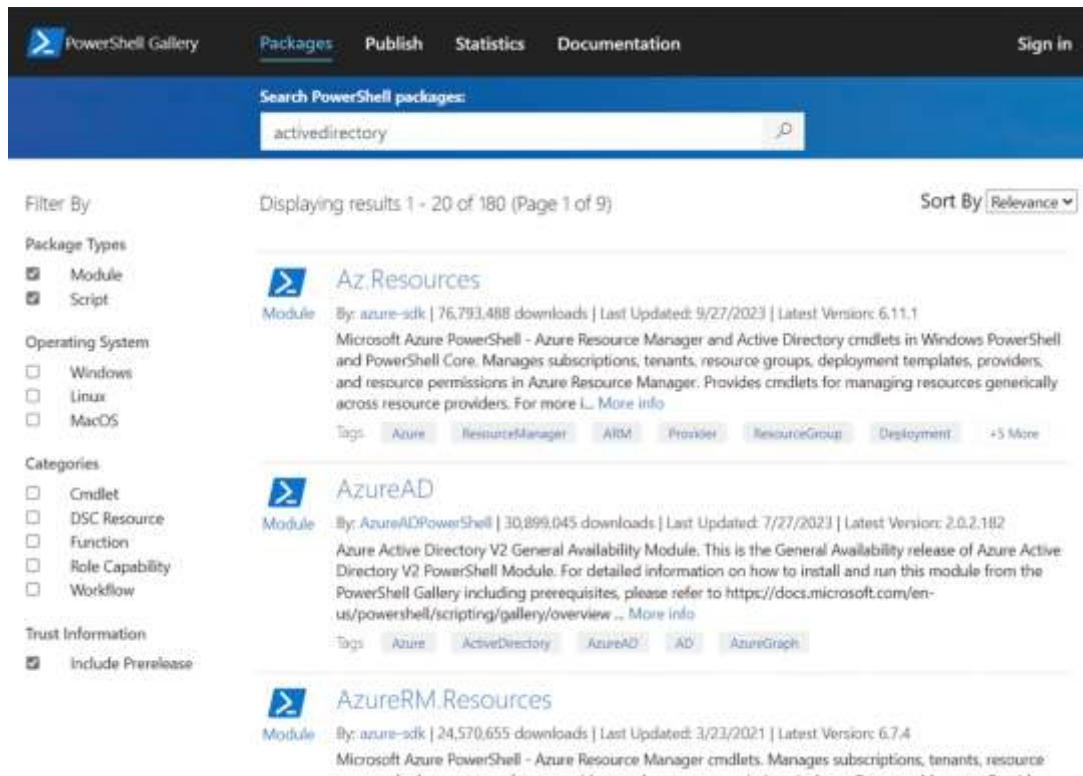 PowerShell Gallery
Packages Publish Statistics Documentation Sign in
Search PowerShell packages:
activedirectory
Filter By
Package Types
Module
Script
Operating System
Windows
Linux
MacOS
Categories
Cmdlet
DSC Resource
Function
Role Capability
Workflow
Trust Information
Include Prerelease
Displaying results 1 - 20 of 180 (Page 1 of 9)
Sort By Relevance
Az.Resources
Module
By: azure-sdk | 76,793,488 downloads | Last Updated: 9/27/2023 | Latest Version: 6.11.1
Microsoft Azure PowerShell - Azure Resource Manager and Active Directory cmdlets in Windows PowerShell
and PowerShell Core. Manages subscriptions, tenants, resource groups, deployment templates, providers,
and resource permissions in Azure Resource Manager. Provides cmdlets for managing resources generically
across resource providers. For more i... More info
Tags Azure ResourceManager ARM Provider ResourceGroup Deployment +5 More
AzureAD
Module
By: AzureADPowerShell | 30,899,045 downloads | Last Updated: 7/27/2023 | Latest Version: 2.0.2.182
Azure Active Directory V2 General Availability Module. This is the General Availability release of Azure Active
Directory V2 PowerShell Module. For detailed information on how to install and run this module from the
PowerShell Gallery including prerequisites, please refer to https://docs.microsoft.com/en-
us/powershell/scripting/gallery/overview ... More info
Tags Azure ActiveDirectory AzureAD AD AzureGraph
AzureRM.Resources
Module
By: azure-sdk | 24,570,655 downloads | Last Updated: 3/23/2021 | Latest Version: 6.7.4
Microsoft Azure PowerShell - Azure Resource Manager cmdlets. Manages subscriptions, tenants, resource